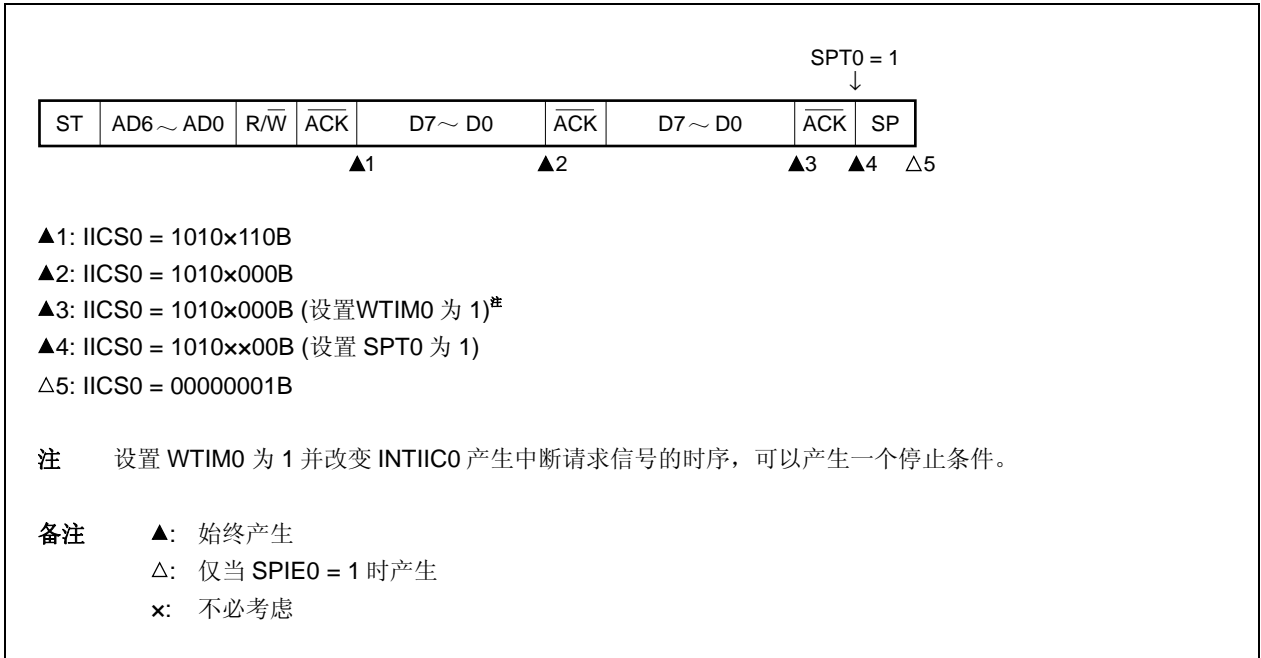 SPT0 = 1
↓
ST AD6～AD0 R/W̅ A̅C̅K̅ D7～ D0 A̅C̅K̅ D7～ D0 A̅C̅K̅ SP
▲1 ▲2 ▲3 ▲4 △5
▲1: IICS0 = 1010×110B
▲2: IICS0 = 1010×000B
▲3: IICS0 = 1010×000B (设置WTIM0 为 1)注
▲4: IICS0 = 1010××00B (设置 SPT0 为 1)
△5: IICS0 = 00000001B
注 设置 WTIM0 为 1 并改变 INTIIC0 产生中断请求信号的时序，可以产生一个停止条件。
备注 ▲: 始终产生
△: 仅当 SPIE0 = 1 时产生
×: 不必考虑